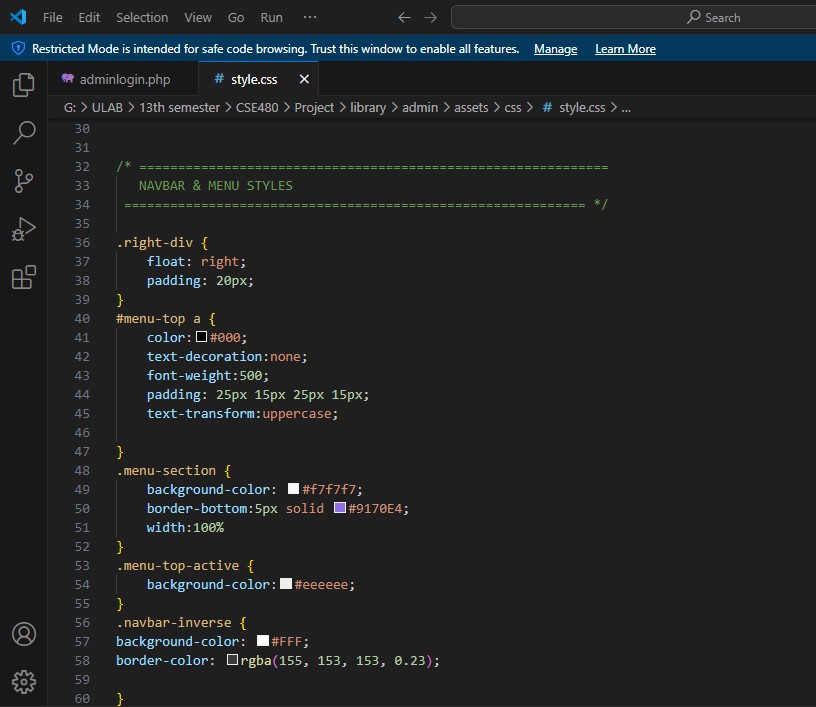 File Edit Selection View Go Run ··· Search
Restricted Mode is intended for safe code browsing. Trust this window to enable all features. Manage Learn More
adminlogin.php # style.css
G: > ULAB > 13th semester > CSE480 > Project > library > admin > assets > css > # style.css > ...
30
31
32 /* =============================================================
33 NAVBAR & MENU STYLES
34 ============================================================ */
35
36 .right-div {
37 float: right;
38 padding: 20px;
39 }
40 #menu-top a {
41 color: #000;
42 text-decoration:none;
43 font-weight:500;
44 padding: 25px 15px 25px 15px;
45 text-transform:uppercase;
46
47 }
48 .menu-section {
49 background-color: #f7f7f7;
50 border-bottom:5px solid #9170E4;
51 width:100%
52 }
53 .menu-top-active {
54 background-color: #eeeeee;
55 }
56 .navbar-inverse {
57 background-color: #FFF;
58 border-color: rgba(155, 153, 153, 0.23);
59
60 }